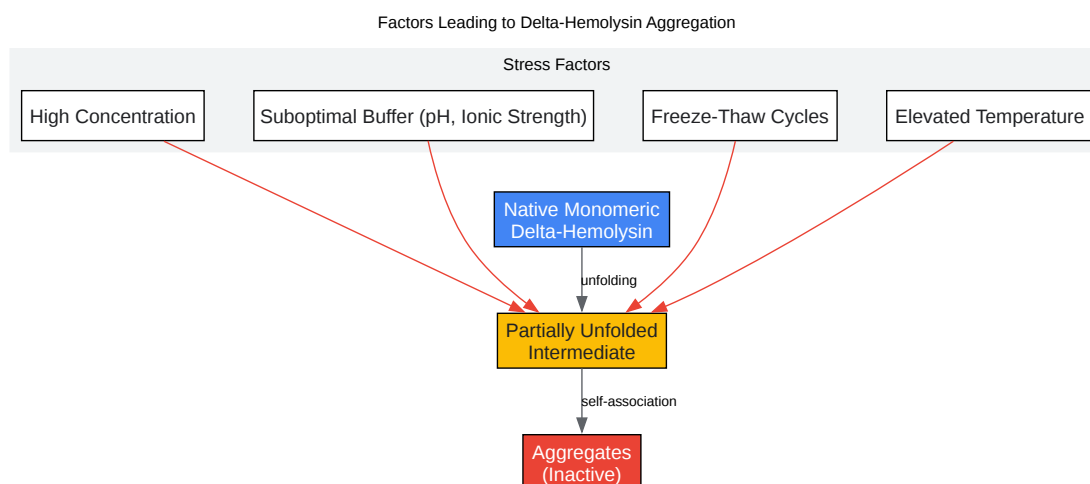 Factors Leading to Delta-Hemolysin Aggregation
Stress Factors
High Concentration
Suboptimal Buffer (pH, Ionic Strength)
Freeze-Thaw Cycles
Elevated Temperature
Native Monomeric
Delta-Hemolysin
unfolding
Partially Unfolded
Intermediate
self-association
Aggregates
(Inactive)